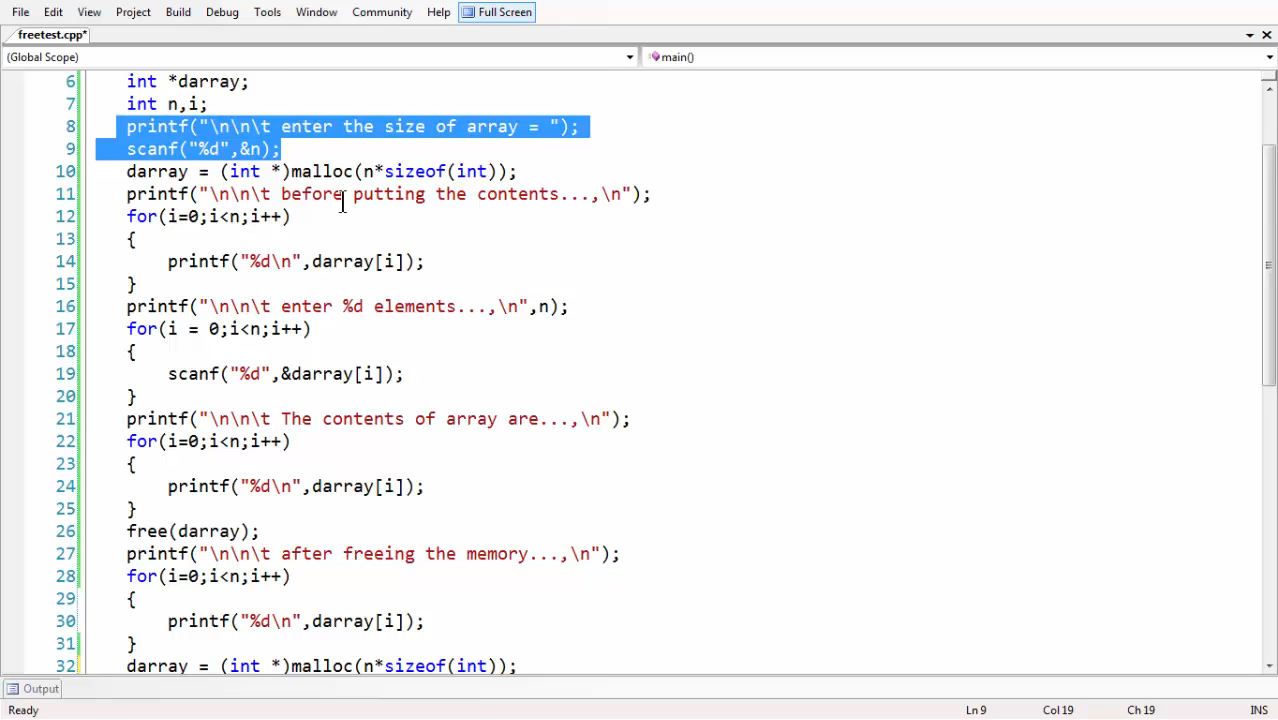 File Edit View Project Build Debug Tools Window Community Help Full Screen
freetest.cpp*
(Global Scope) main()
6 int *darray;
7 int n,i;
8 printf("\n\n\t enter the size of array = ");
9 scanf("%d",&n);
10 darray = (int *)malloc(n*sizeof(int));
11 printf("\n\n\t before putting the contents...,\n");
12 for(i=0;i<n;i++)
13 {
14 printf("%d\n",darray[i]);
15 }
16 printf("\n\n\t enter %d elements...,\n",n);
17 for(i = 0;i<n;i++)
18 {
19 scanf("%d",&darray[i]);
20 }
21 printf("\n\n\t The contents of array are...,\n");
22 for(i=0;i<n;i++)
23 {
24 printf("%d\n",darray[i]);
25 }
26 free(darray);
27 printf("\n\n\t after freeing the memory...,\n");
28 for(i=0;i<n;i++)
29 {
30 printf("%d\n",darray[i]);
31 }
32 darray = (int *)malloc(n*sizeof(int));
Output
Ready Ln 9 Col 19 Ch 19 INS